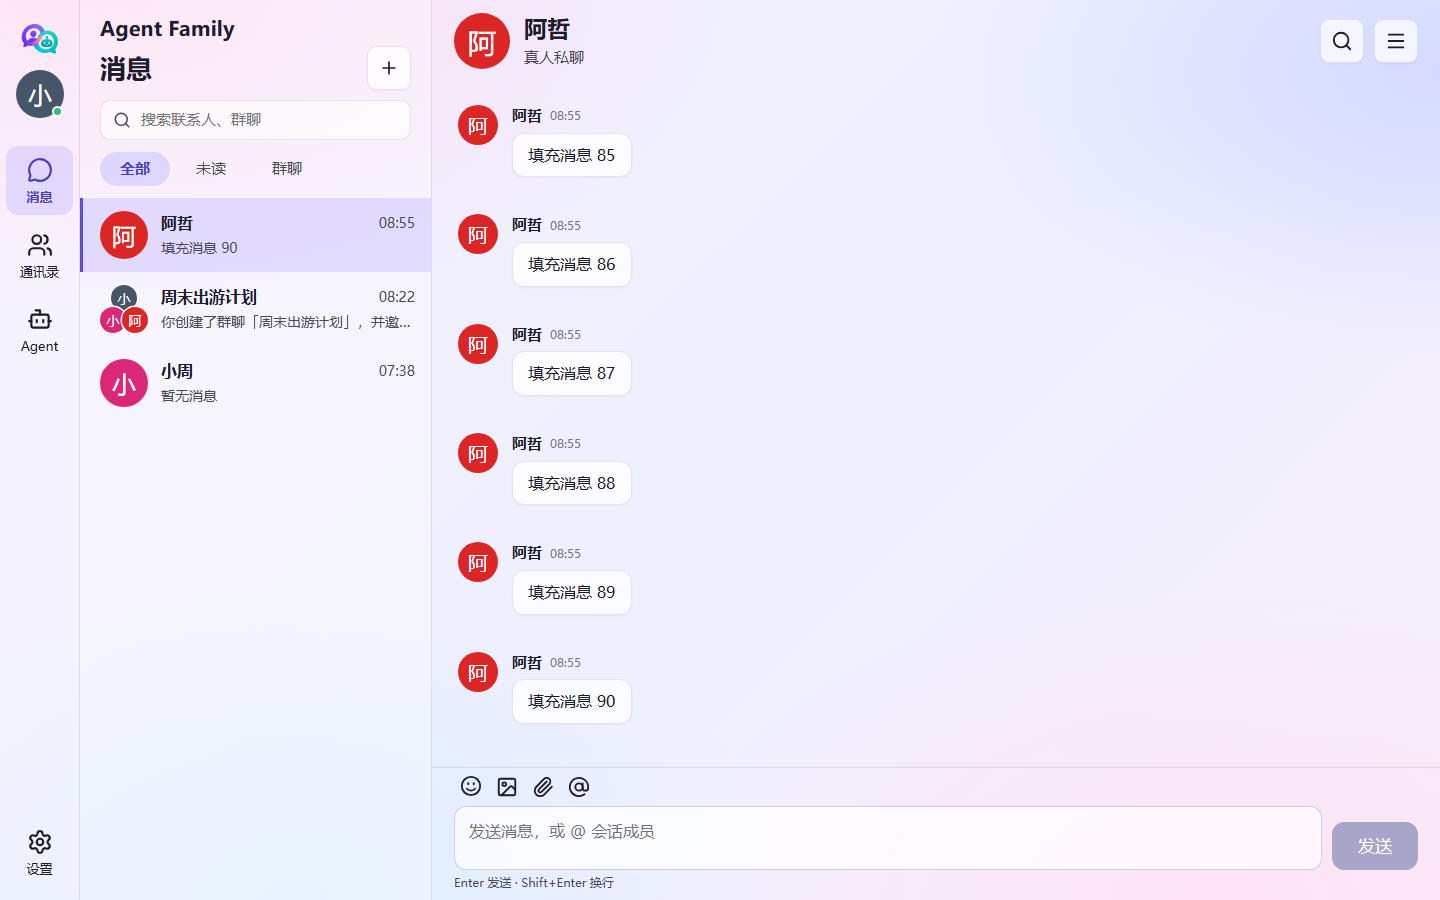 小
消息
通讯录
Agent
设置
Agent Family
消息
搜索联系人、群聊
全部 未读 群聊
阿
阿哲 08:55
填充消息 90
小
小 阿
周末出游计划 08:22
你创建了群聊「周末出游计划」，并邀...
小
小周 07:38
暂无消息
阿
阿哲
真人私聊
阿
阿哲 08:55
填充消息 85
阿
阿哲 08:55
填充消息 86
阿
阿哲 08:55
填充消息 87
阿
阿哲 08:55
填充消息 88
阿
阿哲 08:55
填充消息 89
阿
阿哲 08:55
填充消息 90
发送消息，或 @ 会话成员
发送
Enter 发送 · Shift+Enter 换行